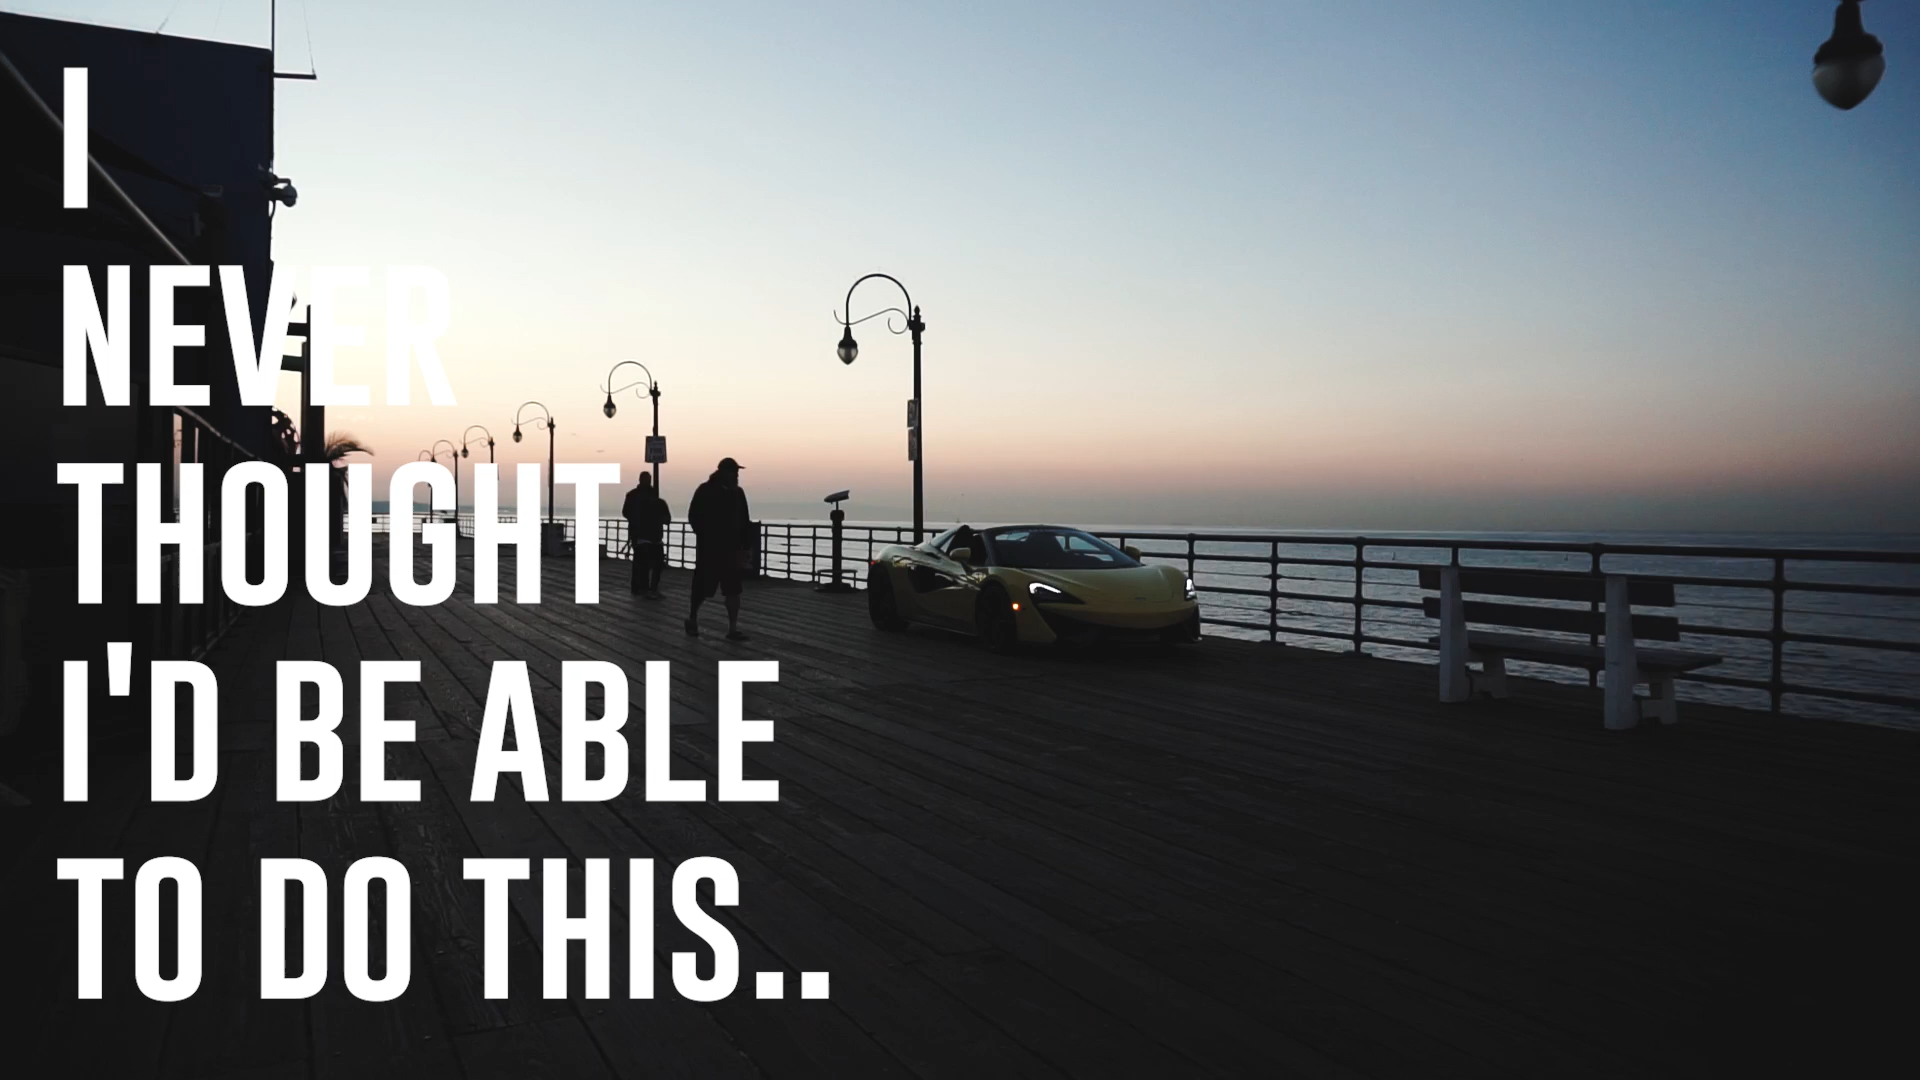 I
NEVER
THOUGHT
I'D BE ABLE
TO DO THIS..